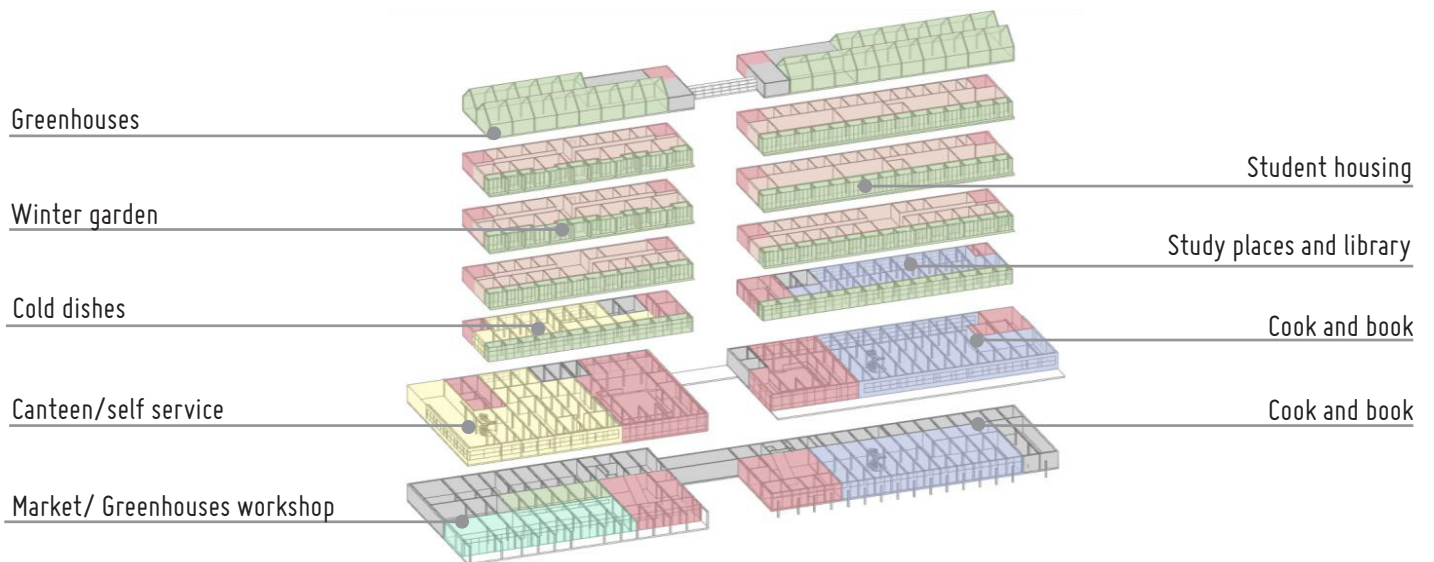 Greenhouses
Winter garden
Cold dishes
Canteen/self service
Market/ Greenhouses workshop
Student housing
Study places and library
Cook and book
Cook and book